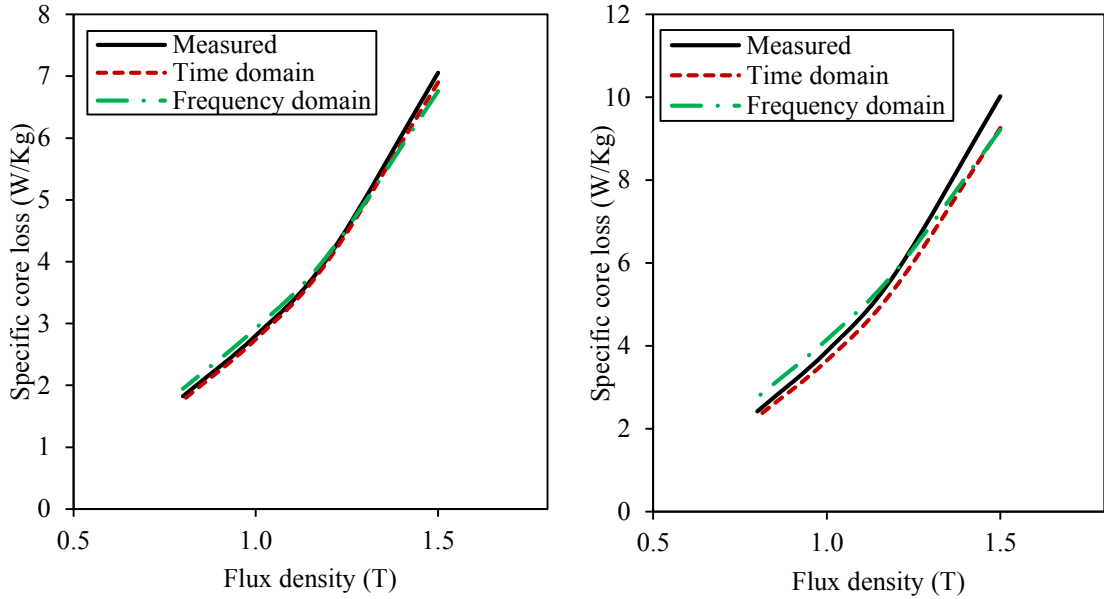 8
7
6
5
4
3
2
1
0
Specific core loss (W/Kg)
Measured
Time domain
Frequency domain
0.5
1.0
1.5
Flux density (T)
12
10
8
6
4
2
0
Specific core loss (W/Kg)
Measured
Time domain
Frequency domain
0.5
1.0
1.5
Flux density (T)